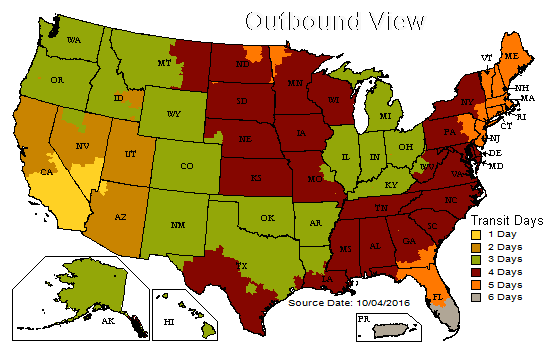 Outbound View
WA
MT
ND
MN
VT
ME
OR
ID
WY
SD
WI
MI
NY
NH
MA
RI
CT
NV
UT
CO
NE
IA
IL
IN
OH
PA
NJ
DE
MD
CA
KS
MO
KY
WV
VA
AZ
NM
OK
AR
TN
NC
TX
LA
MS
AL
GA
SC
FL
Transit Days
1 Day
2 Days
3 Days
4 Days
5 Days
6 Days
AK
HI
Source Date: 10/04/2016
PR